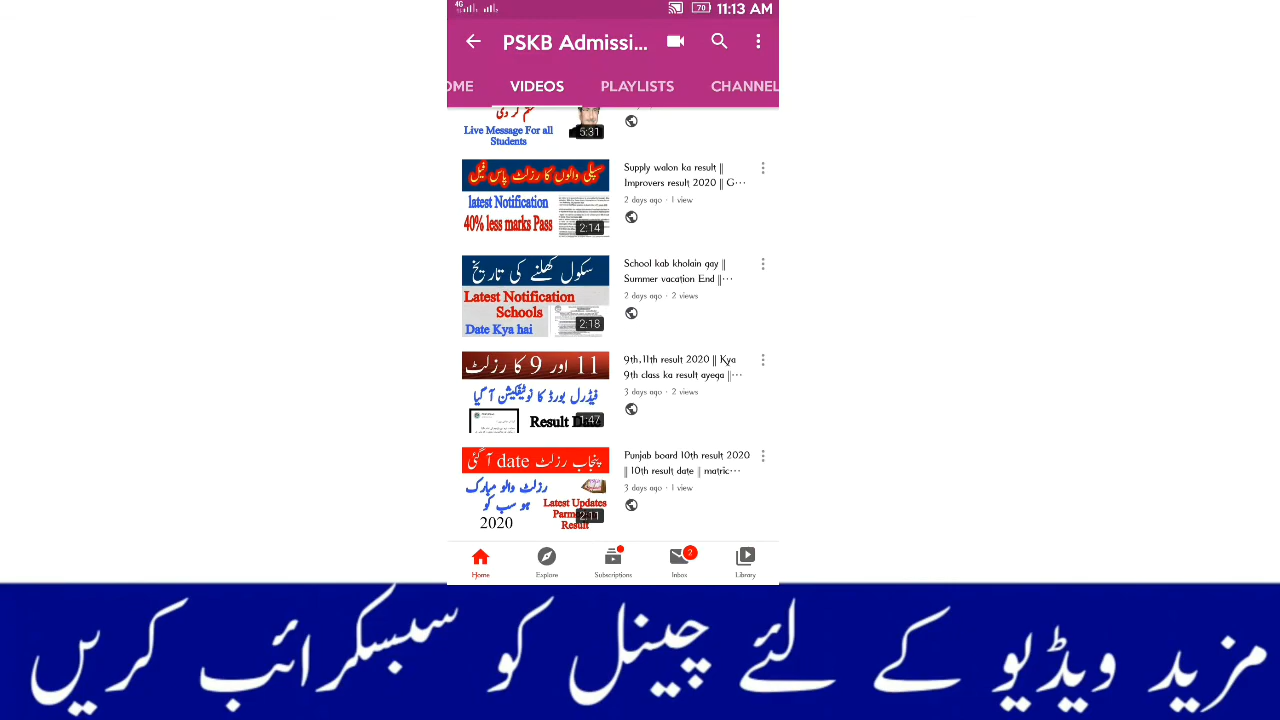 4G
70 11:13 AM
PSKB Admissi...
OME VIDEOS PLAYLISTS CHANNEL
Live Message For all
Students
5:31
سپلی والوں کا رزلٹ پاس فیل
latest Notification
40% less marks Pass
2:14
Supply walon ka result ||
Improvers result 2020 || G...
2 days ago · 1 view
سکول کھلنے کی تاریخ
Latest Notification
Schools
Date Kya hai
2:18
School kab kholain gay ||
Summer vacation End ||...
2 days ago · 2 views
11 اور 9 کا رزلٹ
فیڈرل بورڈ کا نوٹیفکیشن آ گیا
Result
1:47
9th,11th result 2020 || Kya
9th class ka result ayega ||...
3 days ago · 2 views
پنجاب رزلٹ date آ گئی
رزلٹ والو مبارک
ہو سب کو
2020
Latest Updates
Result
2:11
Punjab board 10th result 2020
|| 10th result date || matric...
3 days ago · 1 view
2
Home Explore Subscriptions Inbox Library
مزید ویڈیو کے لئے چینل کو سبسکرائب کریں